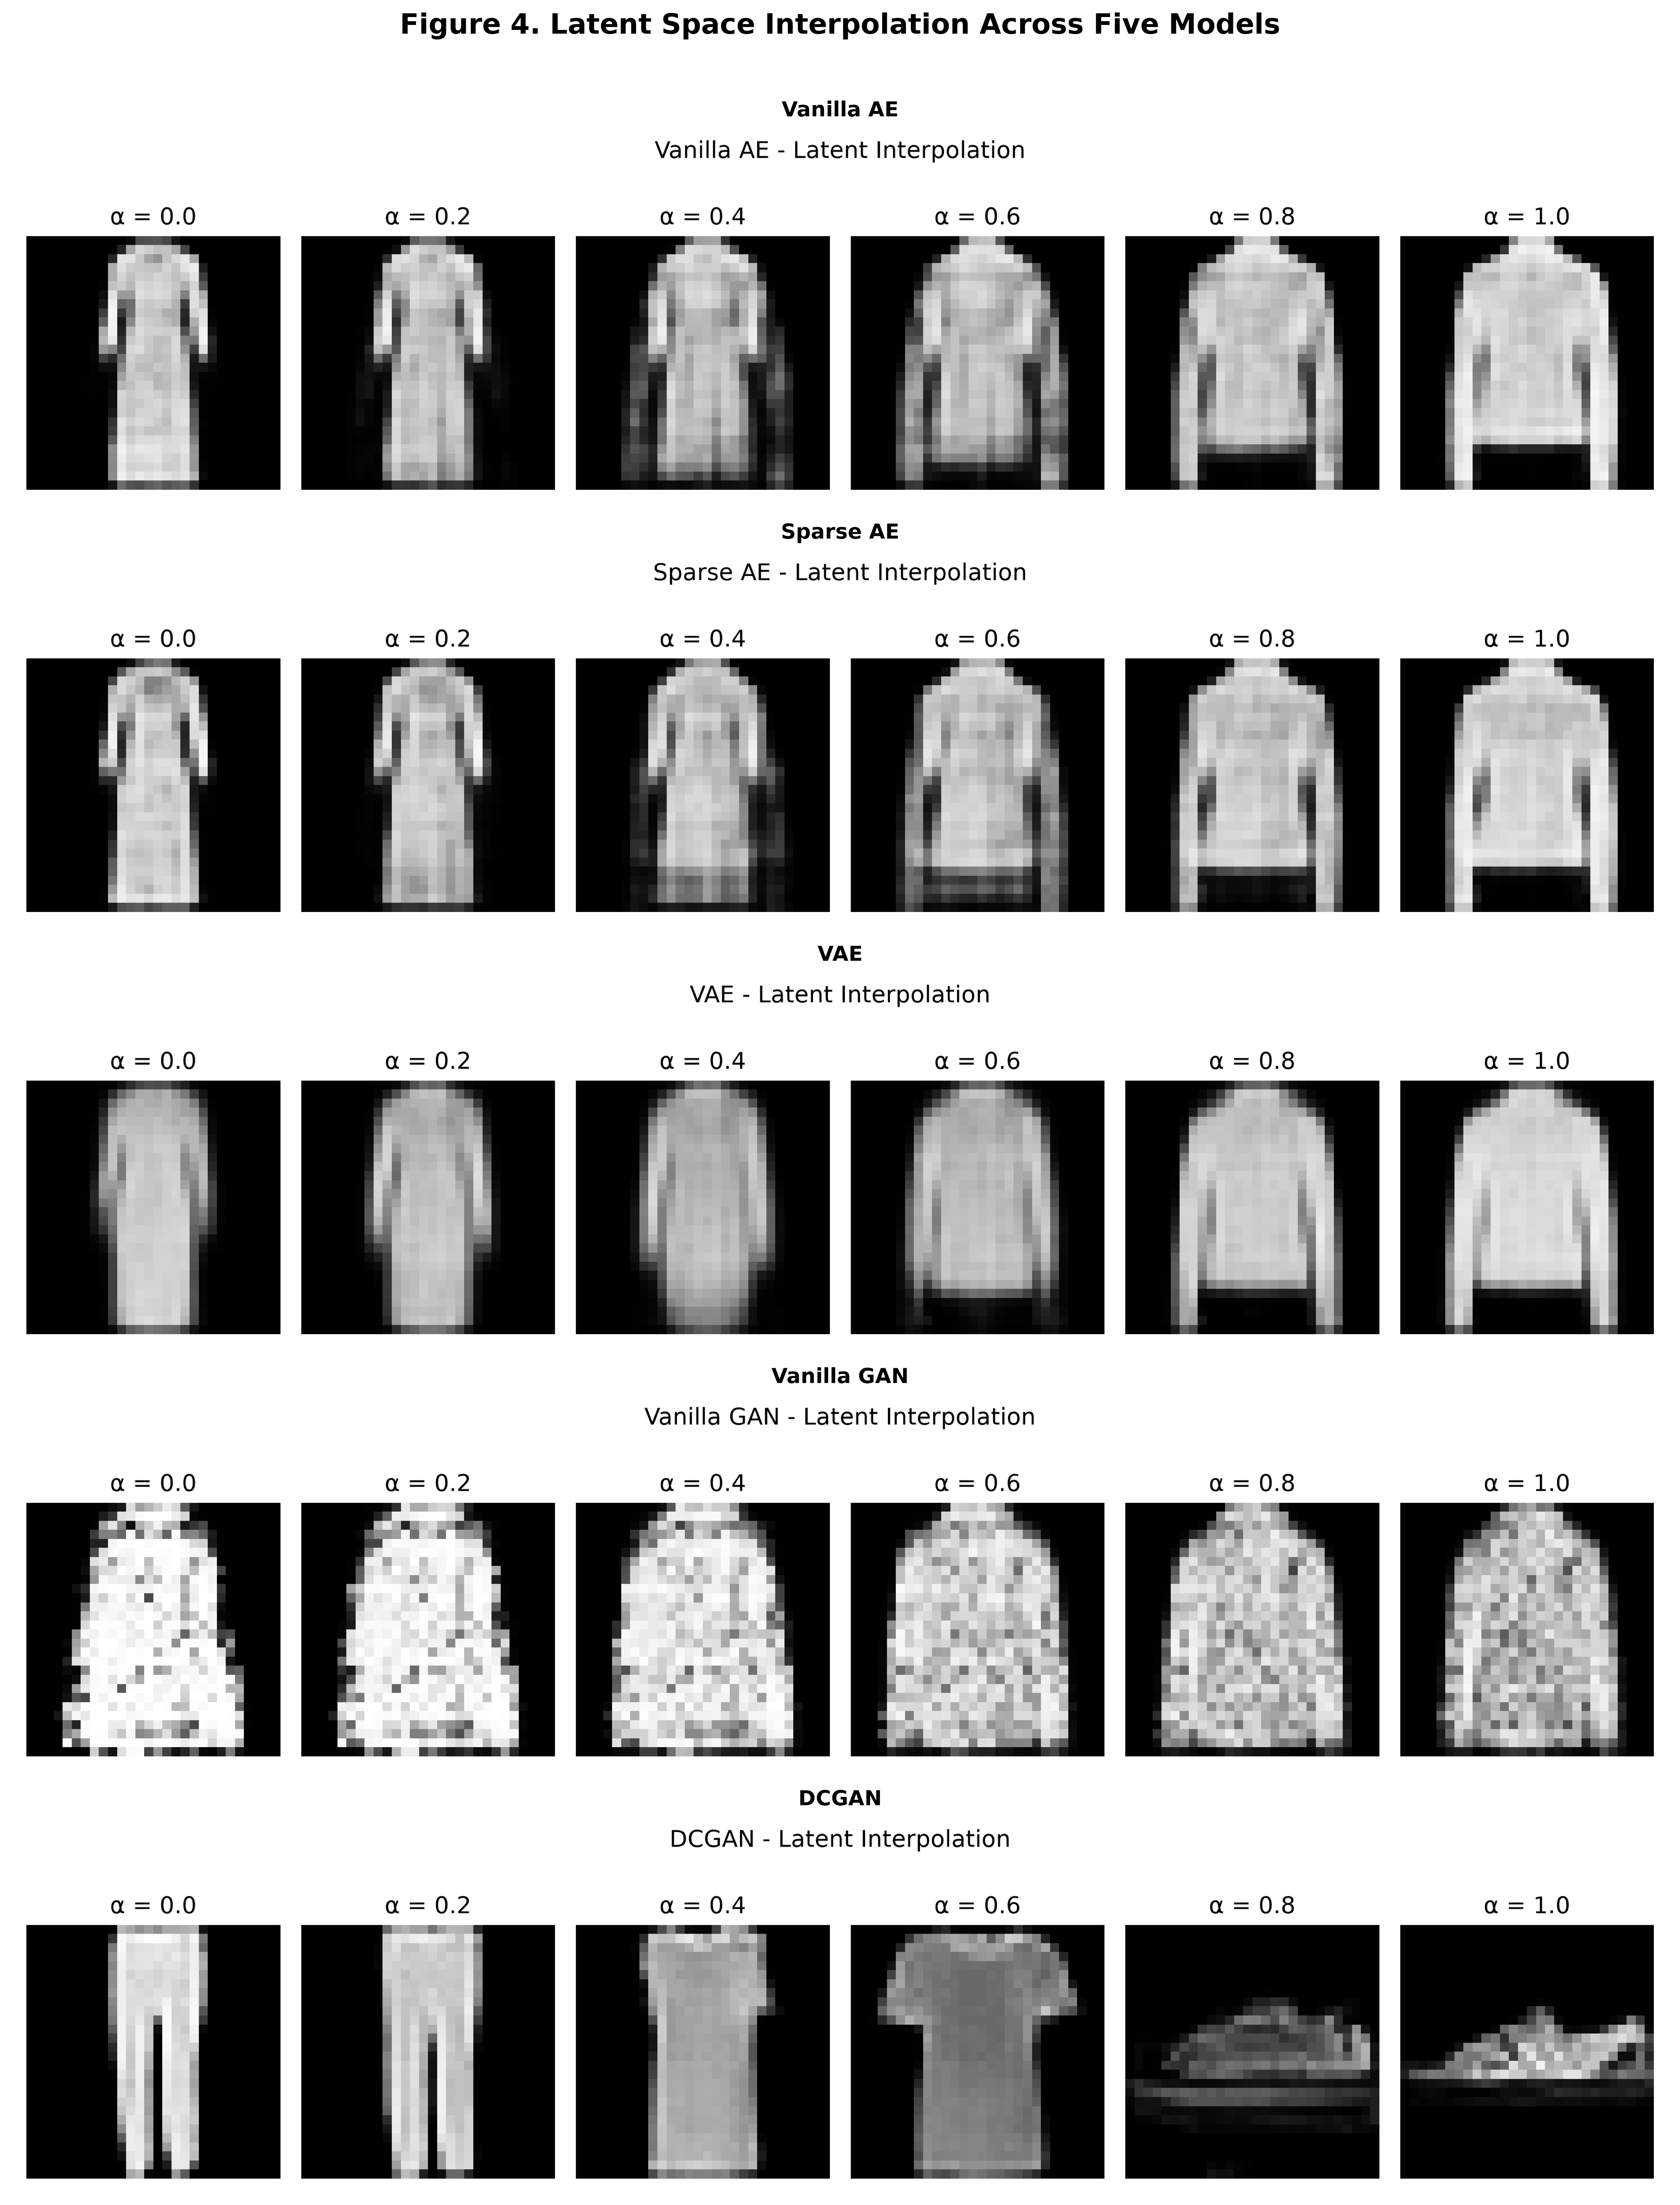 Figure 4. Latent Space Interpolation Across Five Models
Vanilla AE
Vanilla AE - Latent Interpolation
α = 0.0 α = 0.2 α = 0.4 α = 0.6 α = 0.8 α = 1.0
Sparse AE
Sparse AE - Latent Interpolation
α = 0.0 α = 0.2 α = 0.4 α = 0.6 α = 0.8 α = 1.0
VAE
VAE - Latent Interpolation
α = 0.0 α = 0.2 α = 0.4 α = 0.6 α = 0.8 α = 1.0
Vanilla GAN
Vanilla GAN - Latent Interpolation
α = 0.0 α = 0.2 α = 0.4 α = 0.6 α = 0.8 α = 1.0
DCGAN
DCGAN - Latent Interpolation
α = 0.0 α = 0.2 α = 0.4 α = 0.6 α = 0.8 α = 1.0